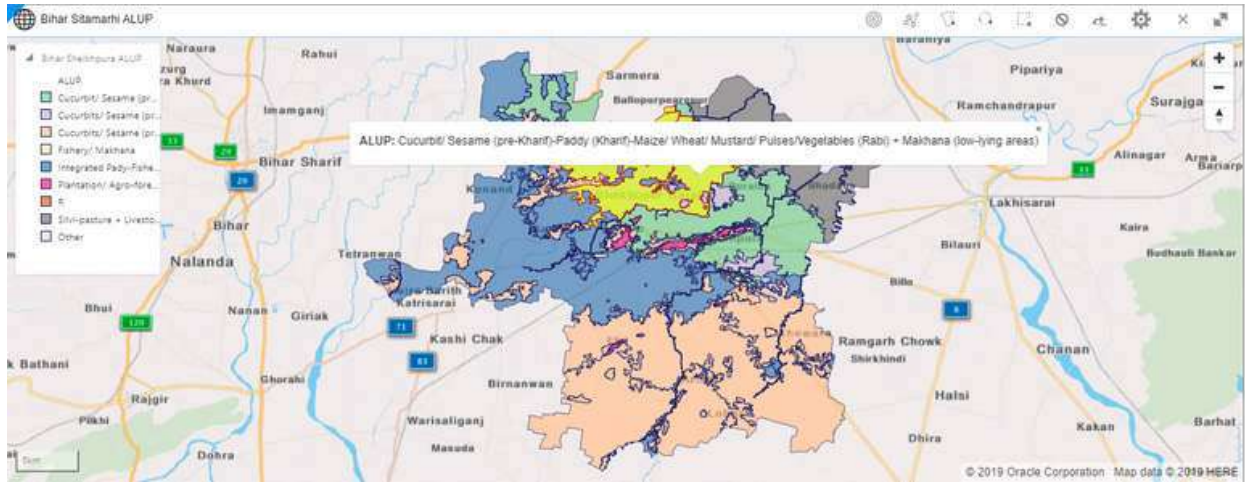 Bihar Sitamarhi ALUP
Bihar Sheikhpura ALUP
ALUP
Cucurbit/ Sesame (pr...
Cucurbits/ Sesame (pr...
Cucurbits/ Sesame (pr...
Fishery/ Makhana
Integrated Pady-Fishe...
Plantation/ Agro-fore...
R
Silvi-pasture + Livesto...
Other
ALUP: Cucurbit/ Sesame (pre-Kharif)-Paddy (Kharif)-Maize/ Wheat/ Mustard/ Pulses/Vegetables (Rabi) + Makhana (low-lying areas)
Naraura
Rahui
Sarmera
Pipariya
Imamganj
Ramchandrapur
Surajga
Bihar Sharif
Alinagar
Lakhisarai
Bihar
Kaira
Tetranwan
Bilauri
Budhauli Bankar
Nalanda
Billo
Katrisarai
Bhui
Nanan
Giriak
Kashi Chak
Ramgarh Chowk
Shirkhindi
Chanan
k Bathani
Ghorahi
Birnanwan
Rajgir
Halsi
Pilkhi
Warisaliganj
Kakan
Barhat
Masuda
Dhira
Dohra
© 2019 Oracle Corporation Map data © 2019 HERE